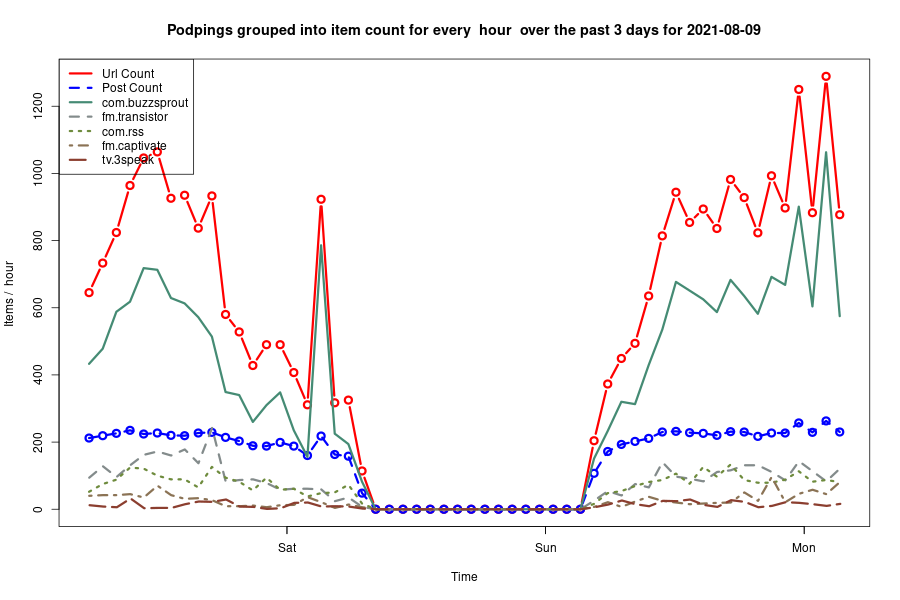 Podpings grouped into item count for every  hour  over the past 3 days for 2021-08-09
Url Count
Post Count
com.buzzsprout
fm.transistor
com.rss
fm.captivate
tv.3speak
Items / hour
1200
1000
800
600
400
200
0
Sat
Sun
Mon
Time